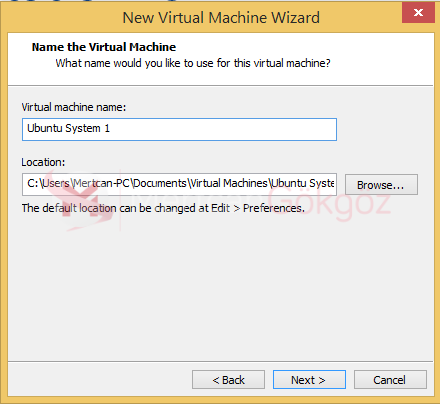 New Virtual Machine Wizard
Name the Virtual Machine
What name would you like to use for this virtual machine?
Virtual machine name:
Ubuntu System 1
Location:
C:\Users\Mertcan-PC\Documents\Virtual Machines\Ubuntu Syste
Browse...
Gökgöz
The default location can be changed at Edit > Preferences.
< Back
Next >
Cancel